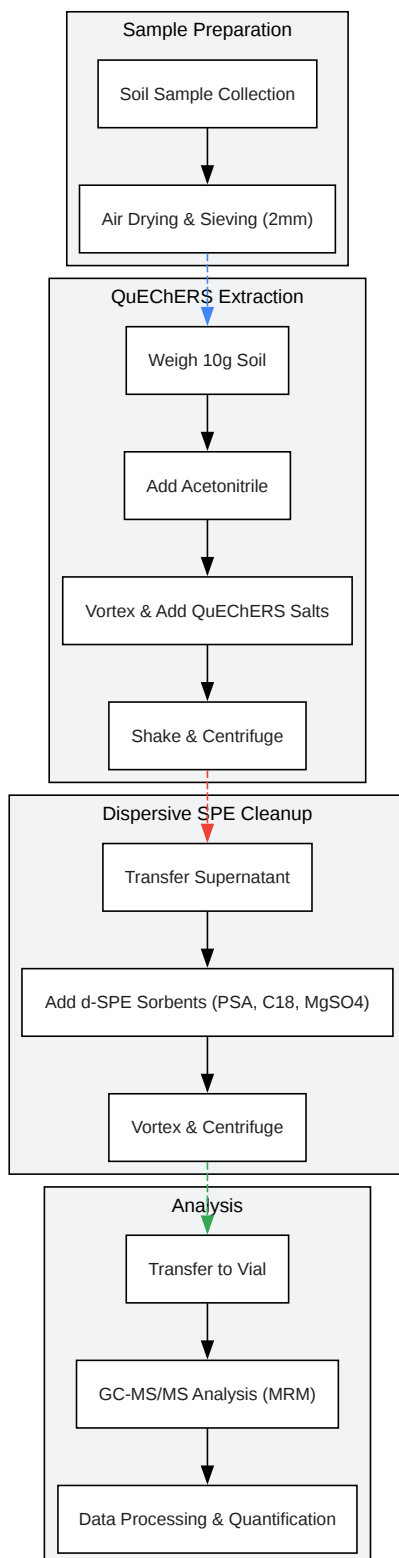 Sample Preparation
Soil Sample Collection
Air Drying & Sieving (2mm)
QuEChERS Extraction
Weigh 10g Soil
Add Acetonitrile
Vortex & Add QuEChERS Salts
Shake & Centrifuge
Dispersive SPE Cleanup
Transfer Supernatant
Add d-SPE Sorbents (PSA, C18, MgSO4)
Vortex & Centrifuge
Analysis
Transfer to Vial
GC-MS/MS Analysis (MRM)
Data Processing & Quantification